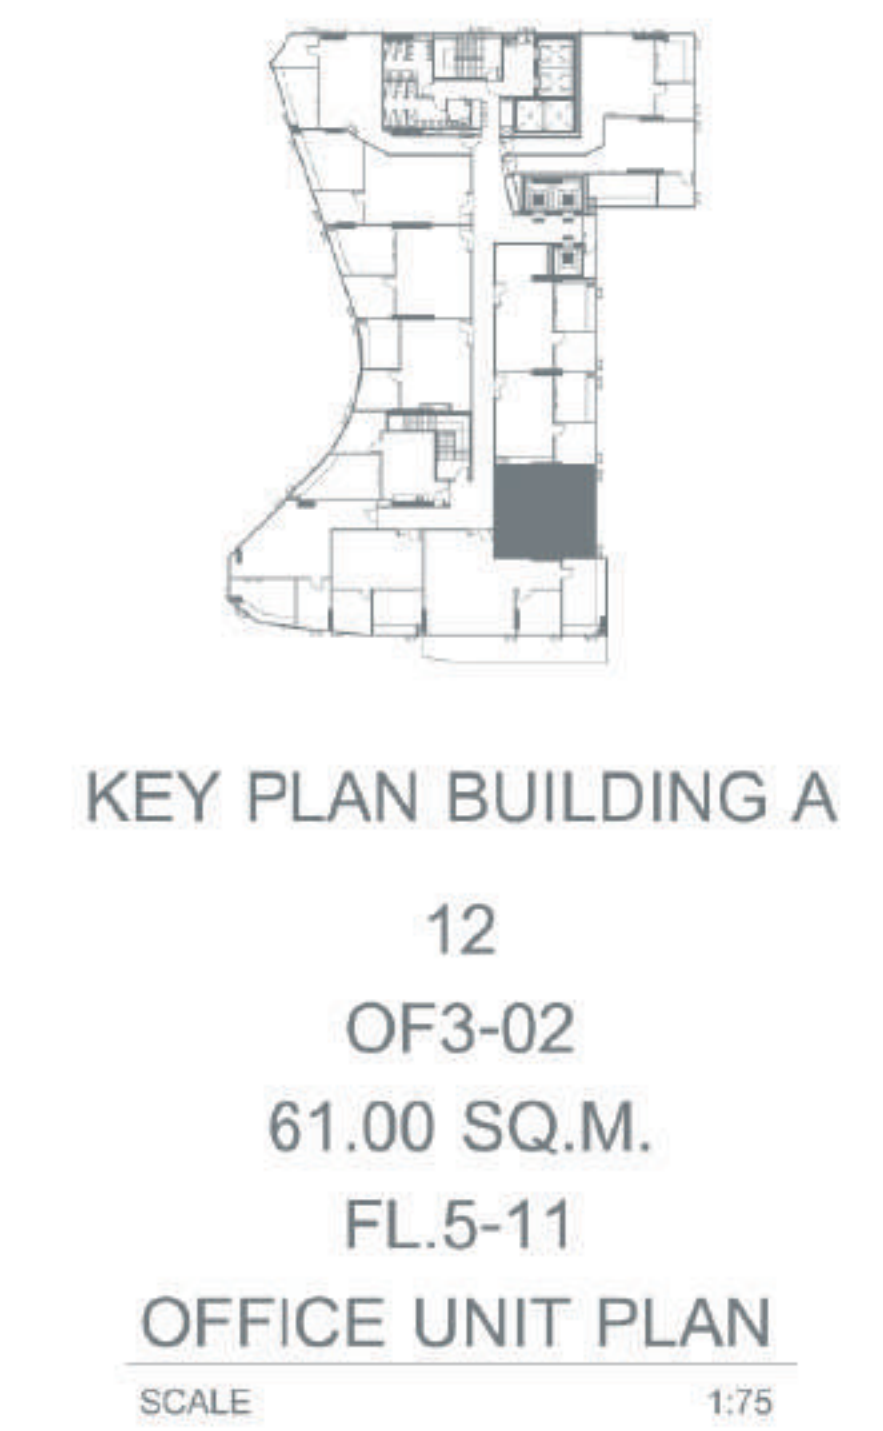 KEY PLAN BUILDING A
12
OF3-02
61.00 SQ.M.
FL.5-11
OFFICE UNIT PLAN
SCALE 1:75